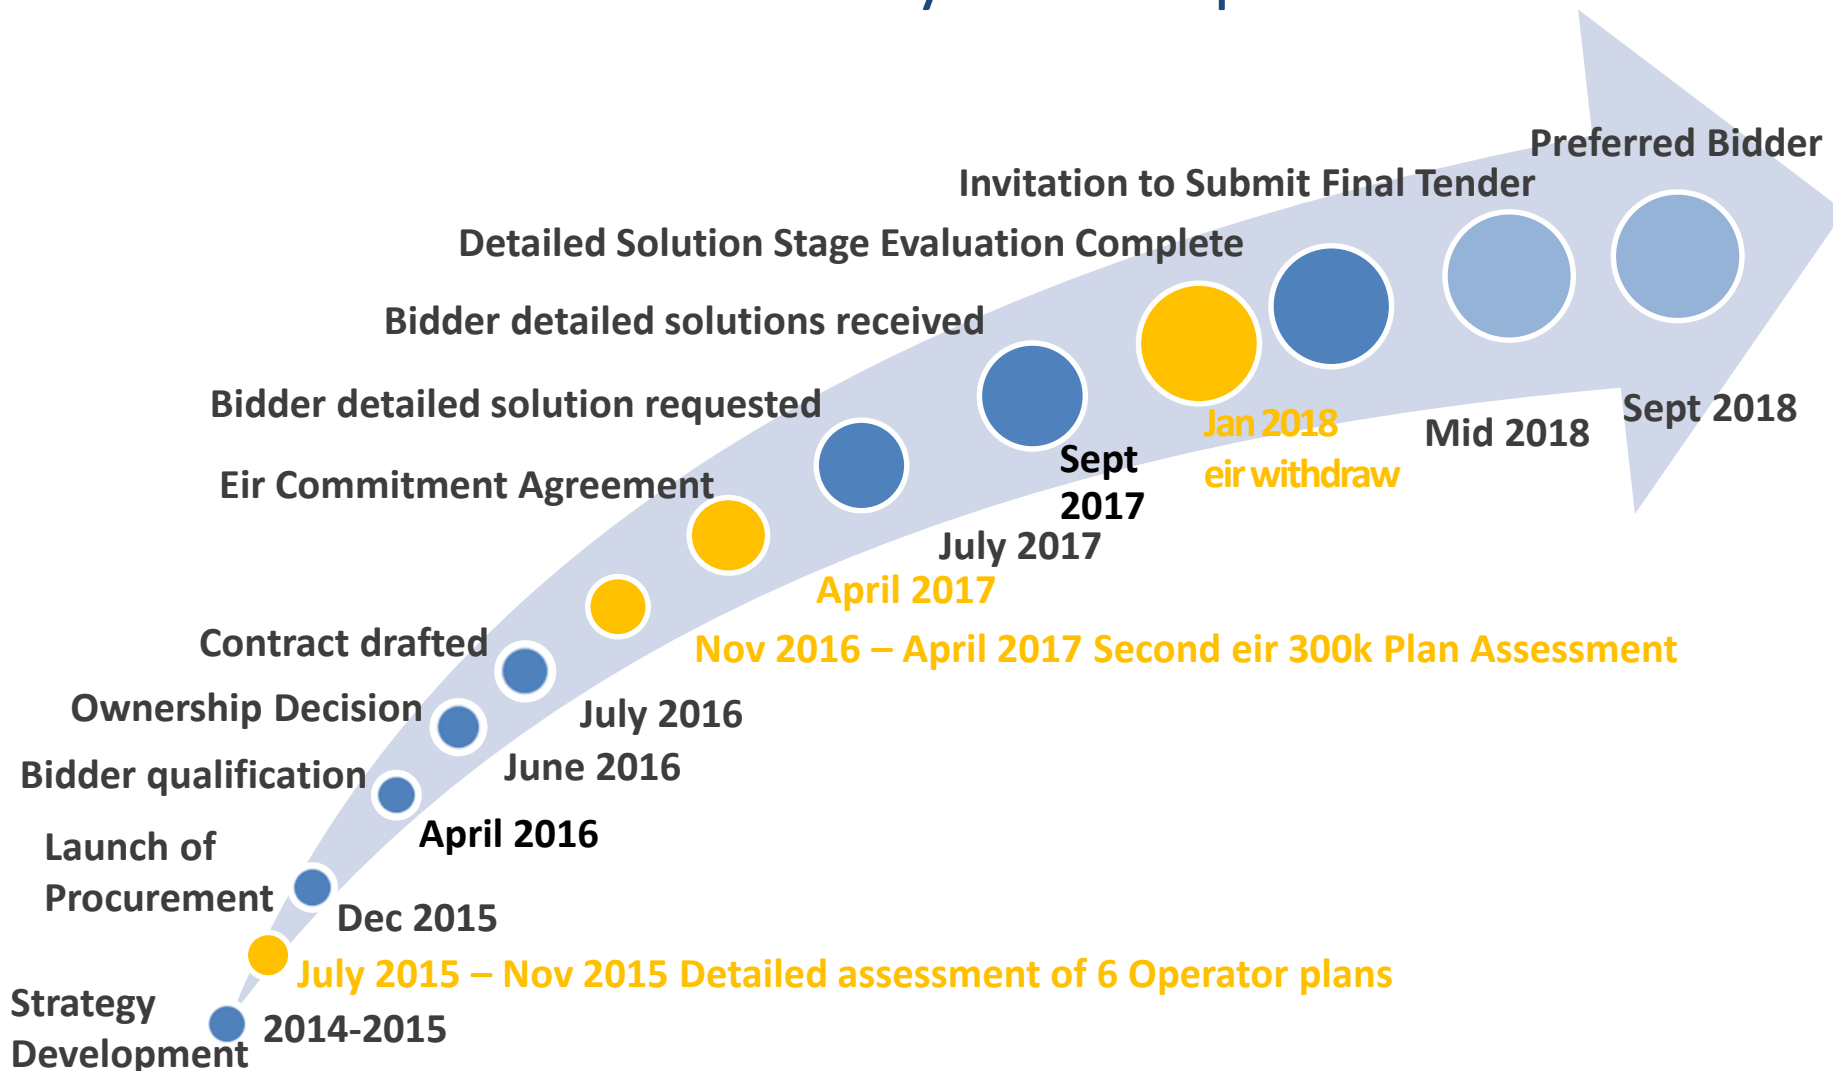 Preferred Bidder
Invitation to Submit Final Tender
Detailed Solution Stage Evaluation Complete
Bidder detailed solutions received
Bidder detailed solution requested
Eir Commitment Agreement
Contract drafted
Ownership Decision
Bidder qualification
Launch of
Procurement
Strategy
Development
Sept 2018
Mid 2018
Jan 2018
eir withdraw
Sept
2017
July 2017
April 2017
Nov 2016 – April 2017 Second eir 300k Plan Assessment
July 2016
June 2016
April 2016
Dec 2015
July 2015 – Nov 2015 Detailed assessment of 6 Operator plans
2014-2015